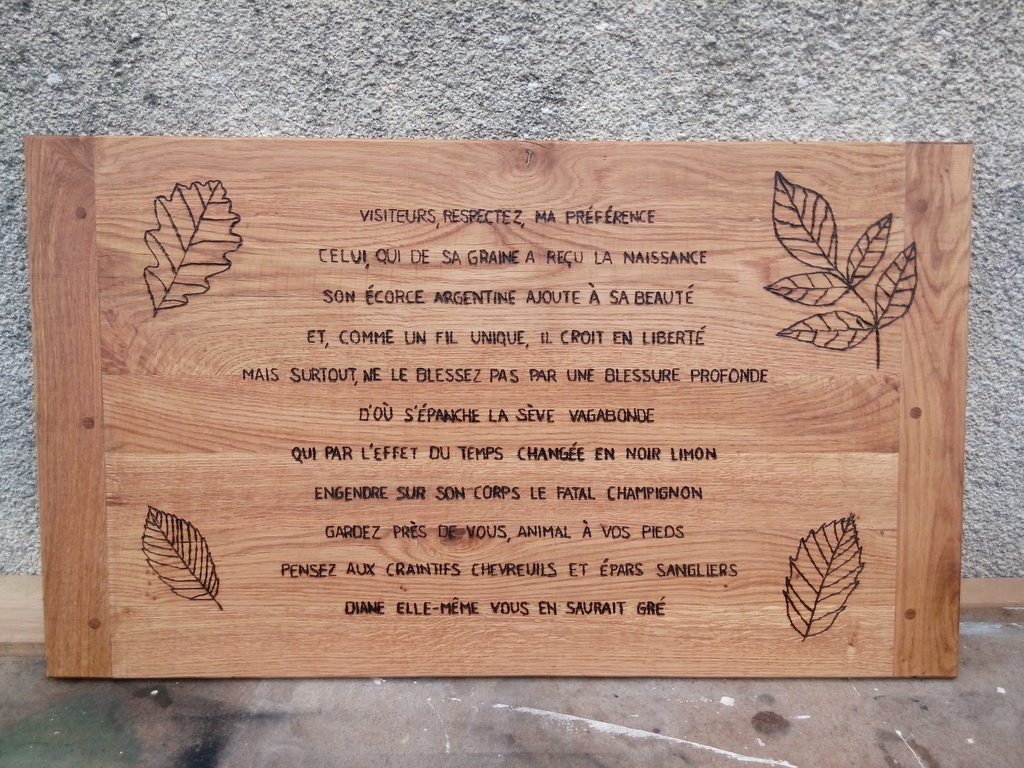 VISITEURS, RESPECTEZ, MA PRÉFÉRENCE
CELUI, QUI DE SA GRAINE A REÇU LA NAISSANCE
SON ÉCORCE ARGENTINE AJOUTE À SA BEAUTÉ
ET, COMME UN FIL UNIQUE, IL CROIT EN LIBERTÉ
MAIS SURTOUT, NE LE BLESSEZ PAS PAR UNE BLESSURE PROFONDE
D'OÙ S'ÉPANCHE LA SÈVE VAGABONDE
QUI PAR L'EFFET DU TEMPS CHANGÉE EN NOIR LIMON
ENGENDRE SUR SON CORPS LE FATAL CHAMPIGNON
GARDEZ PRÈS DE VOUS, ANIMAL À VOS PIEDS
PENSEZ AUX CRAINTIFS CHEVREUILS ET ÉPARS SANGLIERS
DIANE ELLE-MÊME VOUS EN SAURAIT GRÉ